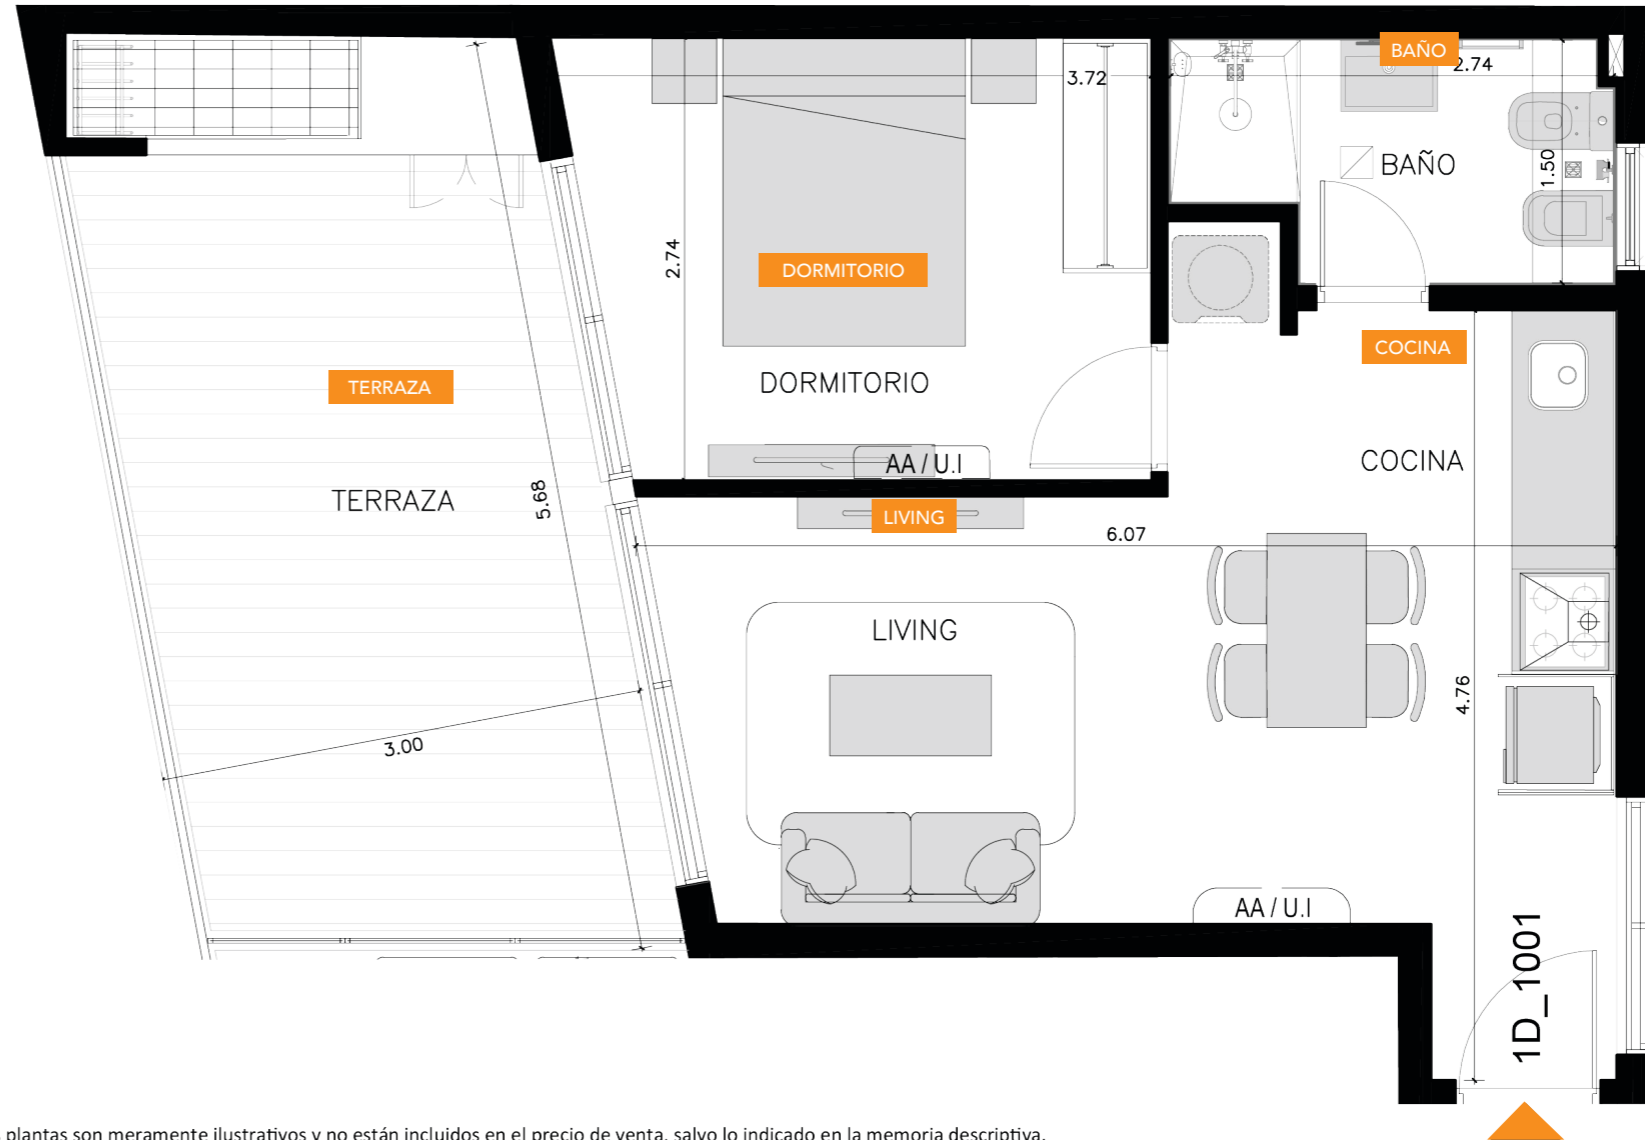 BAÑO
2.74
3.72
1.50
BAÑO
2.74
DORMITORIO
COCINA
TERRAZA
DORMITORIO
AA / U.I
COCINA
TERRAZA
5.68
LIVING
6.07
LIVING
4.76
3.00
AA / U.I
1D_1001
plantas son meramente ilustrativos y no están incluidos en el precio de venta, salvo lo indicado en la memoria descriptiva.